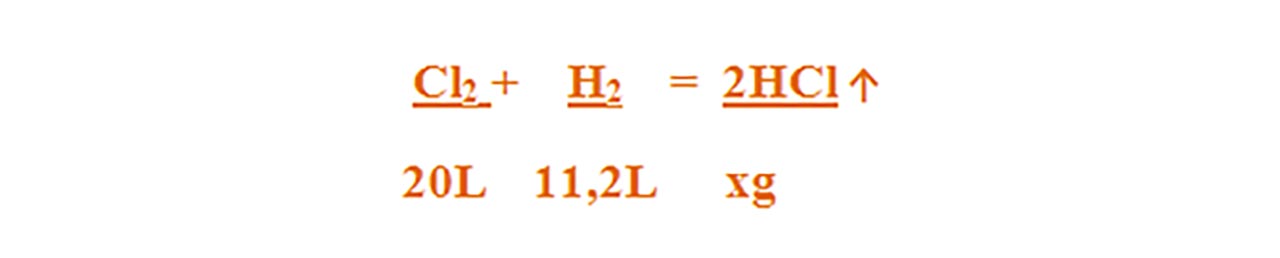 Cl₂ + H₂ = 2HCl ↑
20L 11,2L xg